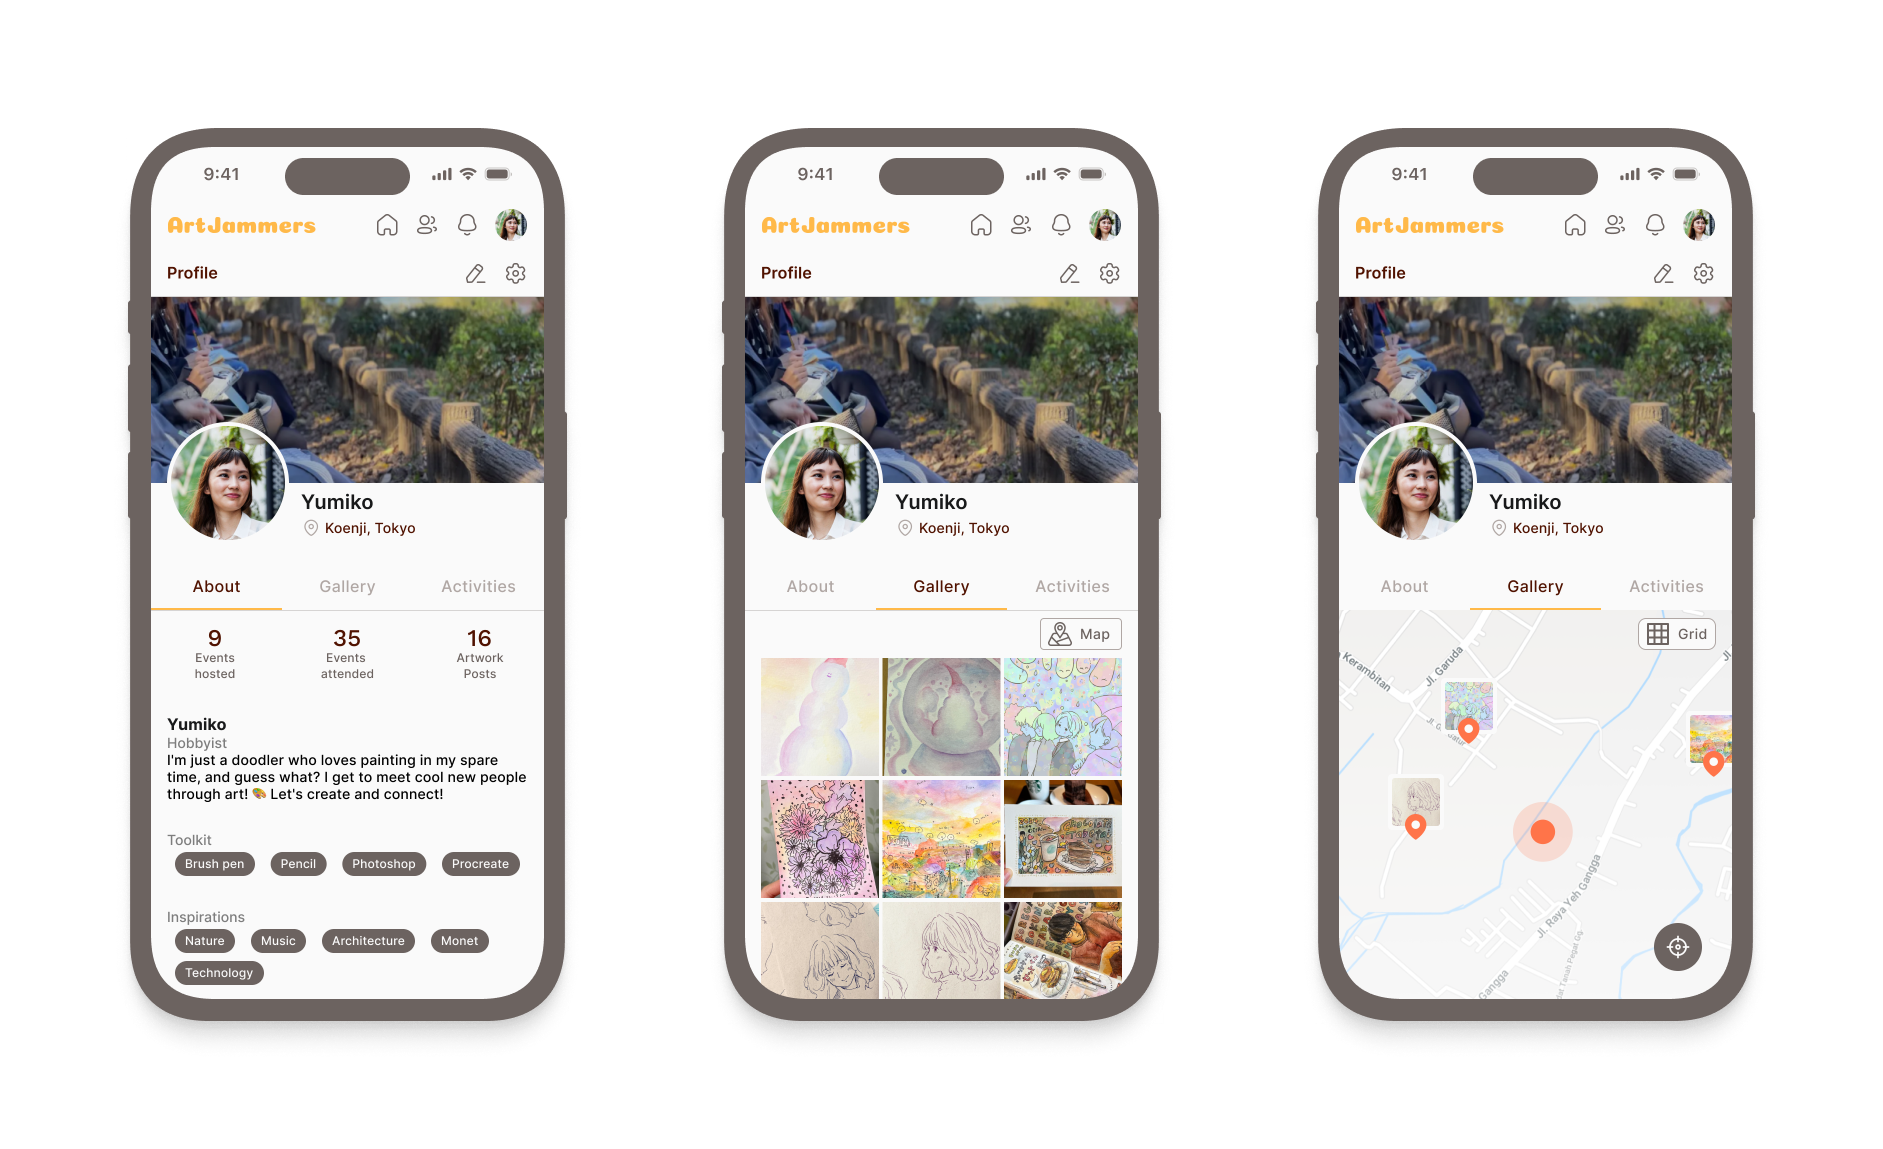 9:41
ArtJammers
Profile
Yumiko
Koenji, Tokyo
About Gallery Activities
9 35 16
Events hosted
Events attended
Artwork Posts
Yumiko
Hobbyist
I'm just a doodler who loves painting in my spare
time, and guess what? I get to meet cool new people
through art! 🎨 Let's create and connect!
Toolkit
Brush pen Pencil Photoshop Procreate
Inspirations
Nature Music Architecture Monet
Technology
9:41
ArtJammers
Profile
Yumiko
Koenji, Tokyo
About Gallery Activities
Map
9:41
ArtJammers
Profile
Yumiko
Koenji, Tokyo
About Gallery Activities
Grid
Kerambitan
Jl. Garuda
Jl.
Jl. Raya Yeh Gangga
Gangga
Tanah Pegat Gg.